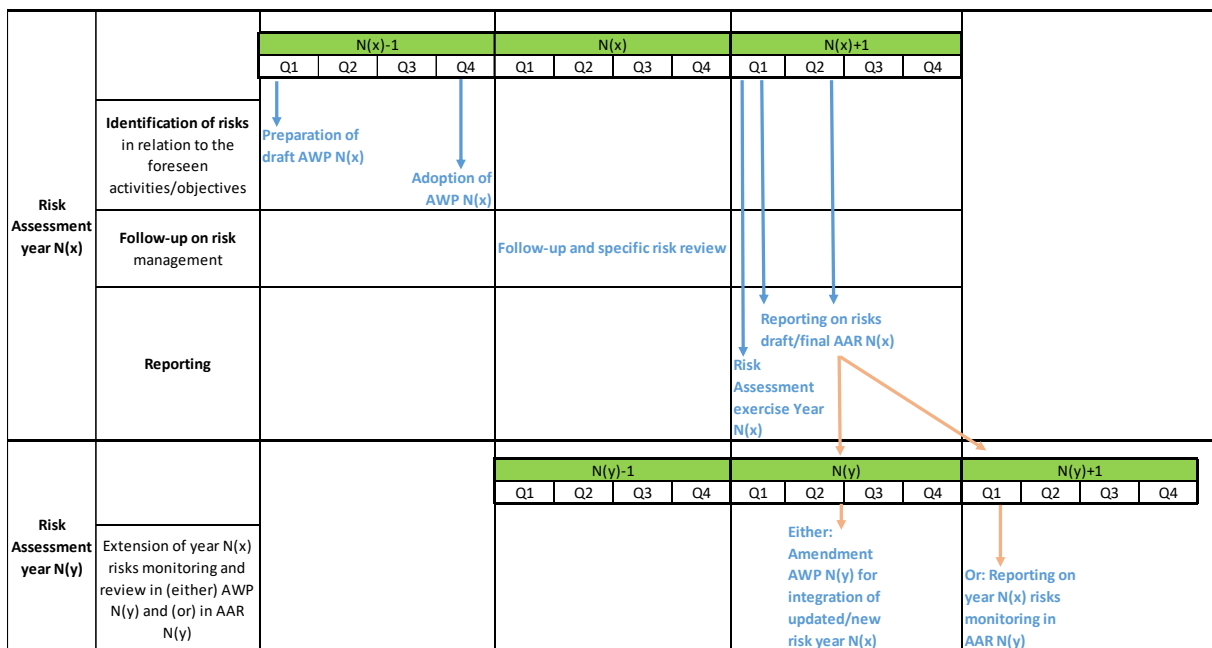 N(x)-1 N(x) N(x)+1
Q1 Q2 Q3 Q4 Q1 Q2 Q3 Q4 Q1 Q2 Q3 Q4
Risk
Assessment
year N(x)
Identification of risks
in relation to the
foreseen
activities/objectives
Preparation of
draft AWP N(x)
Adoption of
AWP N(x)
Follow-up on risk
management
Follow-up and specific risk review
Reporting
Reporting on risks
draft/final AAR N(x)
Risk
Assessment
exercise Year
N(x)
N(y)-1 N(y) N(y)+1
Q1 Q2 Q3 Q4 Q1 Q2 Q3 Q4 Q1 Q2 Q3 Q4
Risk
Assessment
year N(y)
Extension of year N(x)
risks monitoring and
review in (either) AWP
N(y) and (or) in AAR
N(y)
Either:
Amendment
AWP N(y) for
integration of
updated/new
risk year N(x)
Or: Reporting on
year N(x) risks
monitoring in
AAR N(y)